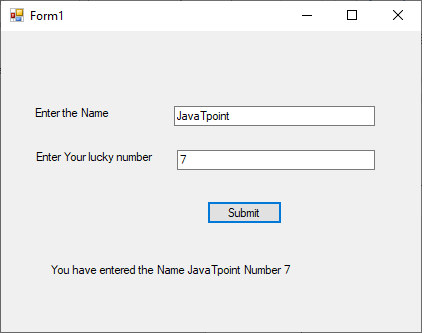 Form1
Enter the Name JavaTpoint
Enter Your lucky number 7
Submit
You have entered the Name JavaTpoint Number 7